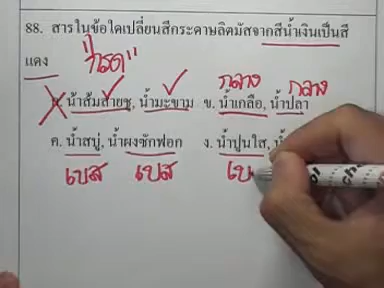 88. สารในข้อใดเปลี่ยนสีกระดาษลิตมัสจากสีน้ำเงินเป็นสี
แดง "กรด"
กลาง กลาง
น้ำส้มสายชู, น้ำมะขาม ข. น้ำเกลือ, น้ำปลา
ค. น้ำสบู่, น้ำผงซักฟอก ง. น้ำปูนใส,
เบส เบส